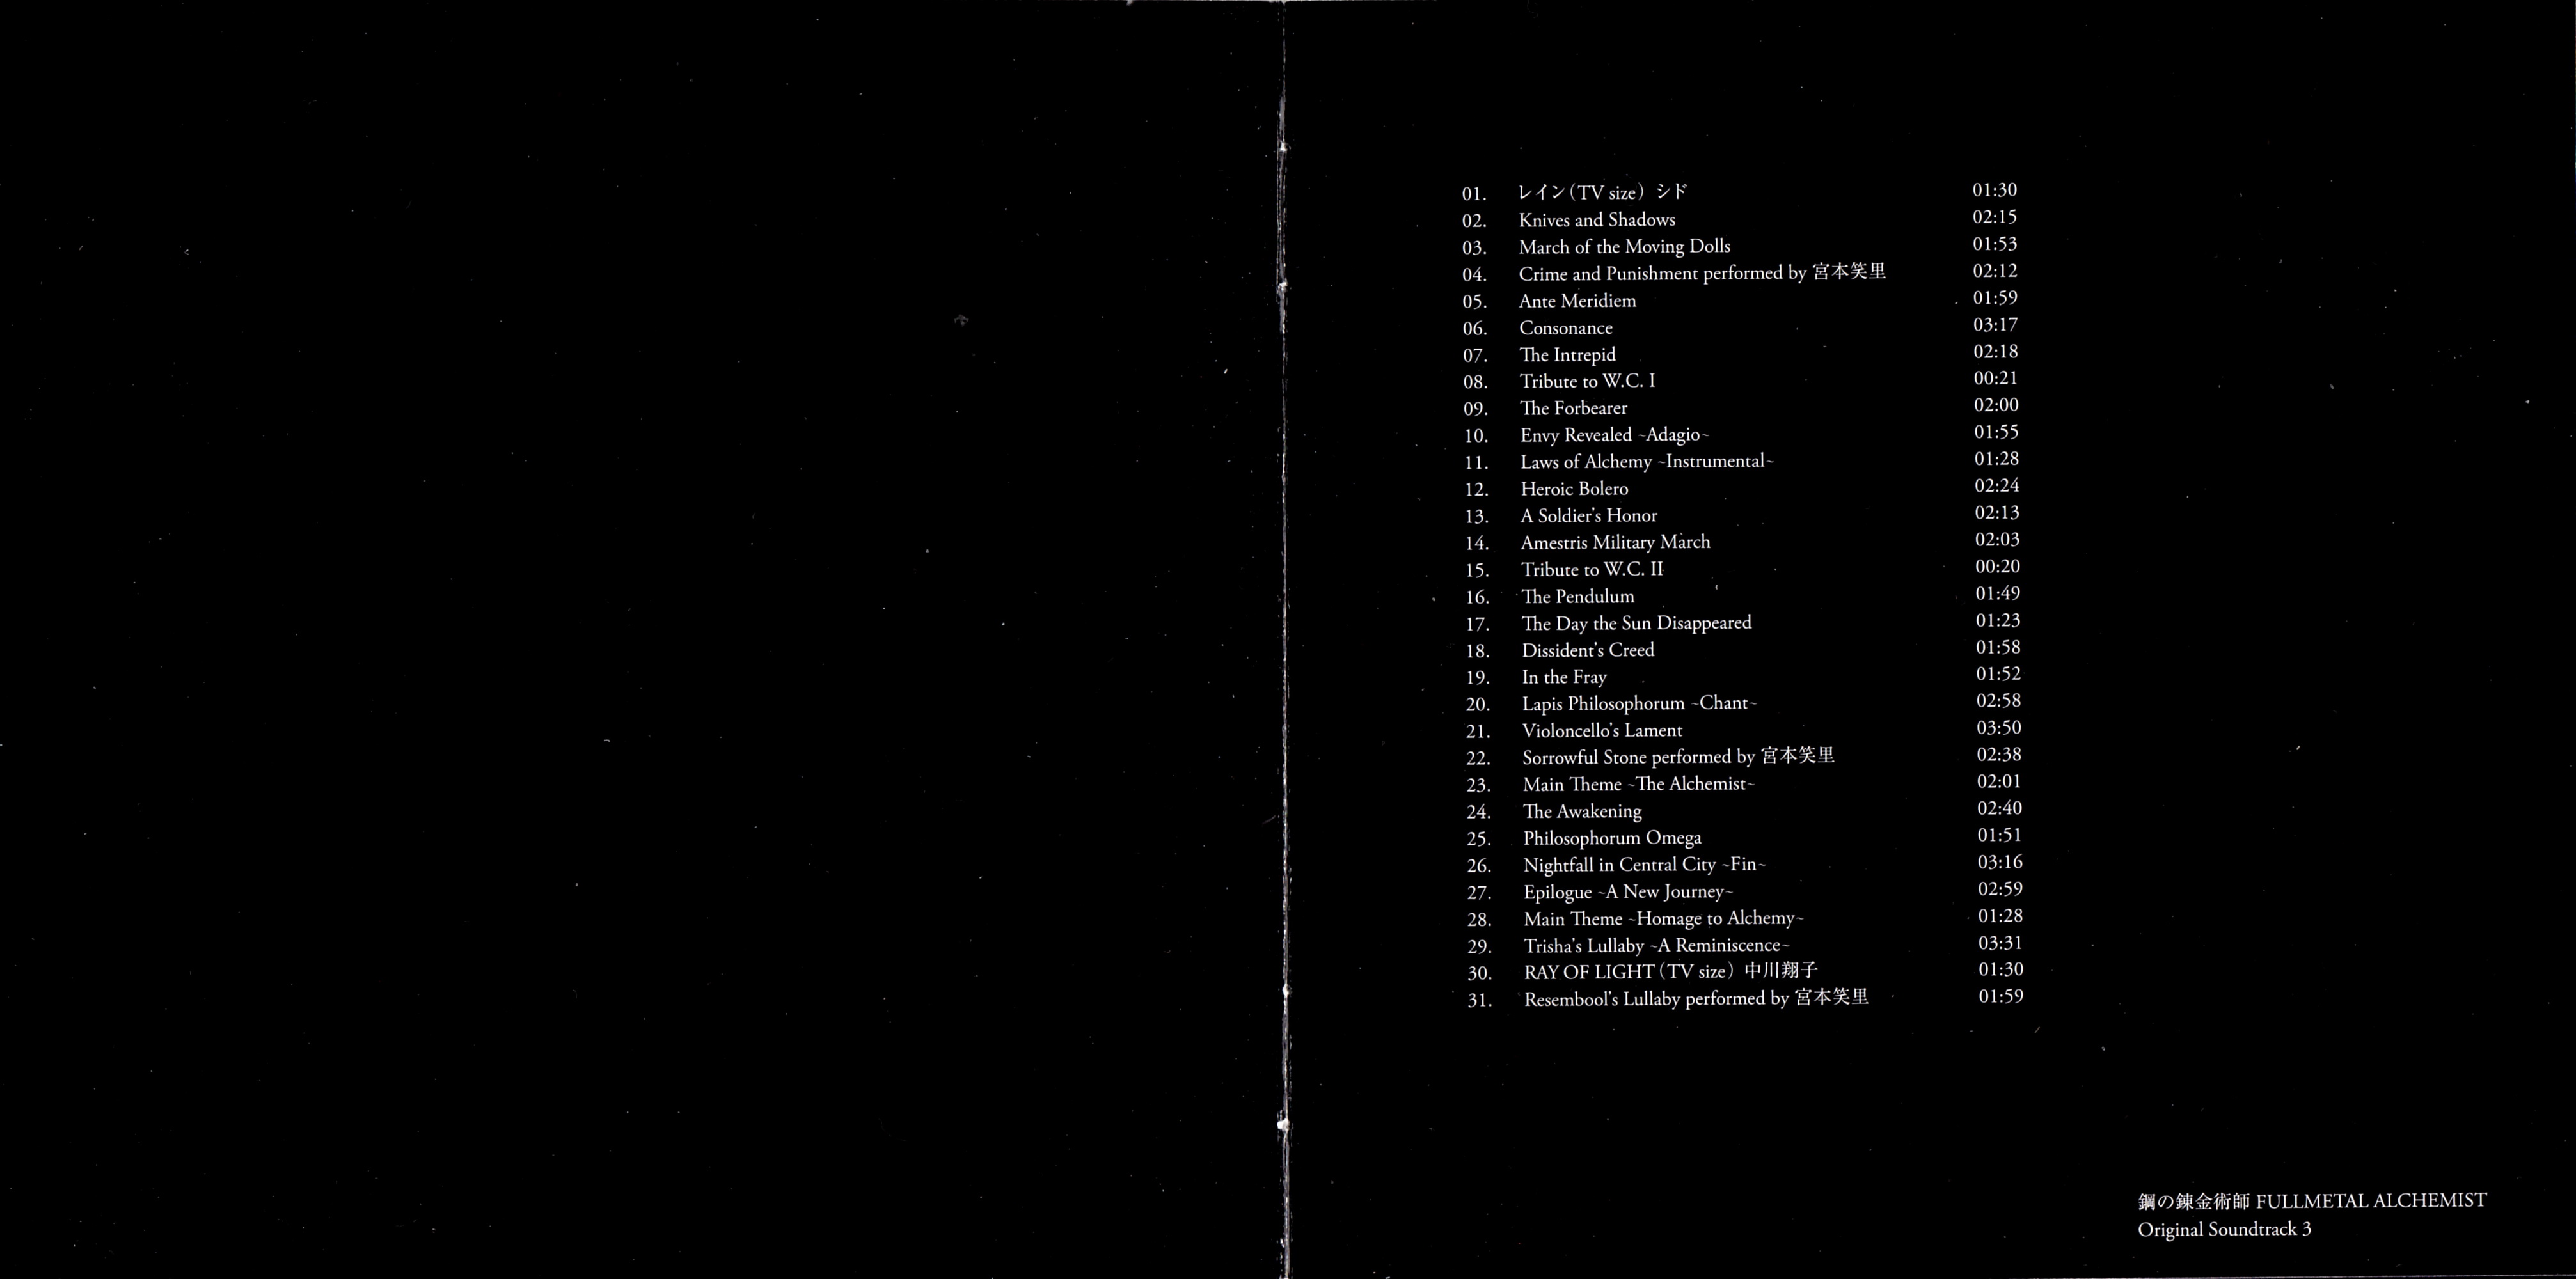 01. レイン(TV size) シド 01:30
02. Knives and Shadows 02:15
03. March of the Moving Dolls 01:53
04. Crime and Punishment performed by 宮本笑里 02:12
05. Ante Meridiem 01:59
06. Consonance 03:17
07. The Intrepid 02:18
08. Tribute to W.C. I 00:21
09. The Forbearer 02:00
10. Envy Revealed ~Adagio~ 01:55
11. Laws of Alchemy ~Instrumental~ 01:28
12. Heroic Bolero 02:24
13. A Soldier's Honor 02:13
14. Amestris Military March 02:03
15. Tribute to W.C. II 00:20
16. The Pendulum 01:49
17. The Day the Sun Disappeared 01:23
18. Dissident's Creed 01:58
19. In the Fray 01:52
20. Lapis Philosophorum ~Chant~ 02:58
21. Violoncello's Lament 03:50
22. Sorrowful Stone performed by 宮本笑里 02:38
23. Main Theme ~The Alchemist~ 02:01
24. The Awakening 02:40
25. Philosophorum Omega 01:51
26. Nightfall in Central City ~Fin~ 03:16
27. Epilogue ~A New Journey~ 02:59
28. Main Theme ~Homage to Alchemy~ 01:28
29. Trisha's Lullaby ~A Reminiscence~ 03:31
30. RAY OF LIGHT(TV size) 中川翔子 01:30
31. Resembool's Lullaby performed by 宮本笑里 01:59
鋼の錬金術師 FULLMETAL ALCHEMIST
Original Soundtrack 3